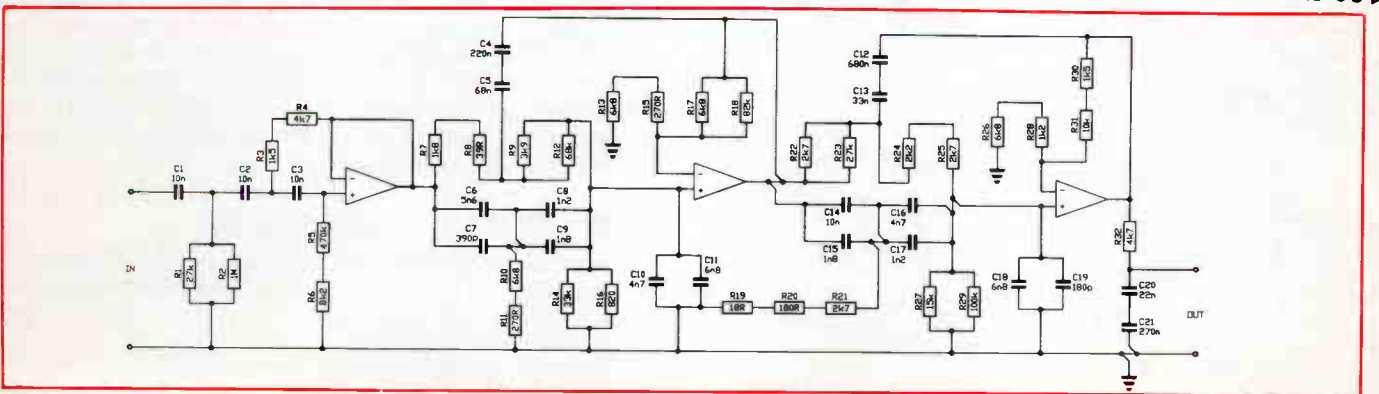 C4
220n
C5
68n
C12
680n
C13
33n
R30
1k5
R31
10k
R4
4k7
R3
1k5
C1
10n
C2
10n
C3
10n
R1
27k
R2
1M
R5
470k
R6
8k2
IN
R7
1k8
R8
39R
R9
3k9
R12
68k
C6
5n6
C8
1n2
C7
390p
C9
1n8
R10
6k8
R11
270R
R14
33k
R16
820
R13
6k8
R15
270R
R17
6k8
R18
82k
C10
4n7
C11
6n8
R19
18R
R20
180R
R21
2k7
R22
2k7
R23
27k
R24
2k2
R25
2k7
C14
10n
C16
4n7
C15
1n8
C17
1n2
R27
15k
R29
100k
R26
6k8
R28
1k2
C18
6n8
C19
180p
R32
4k7
C20
22n
C21
270n
OUT